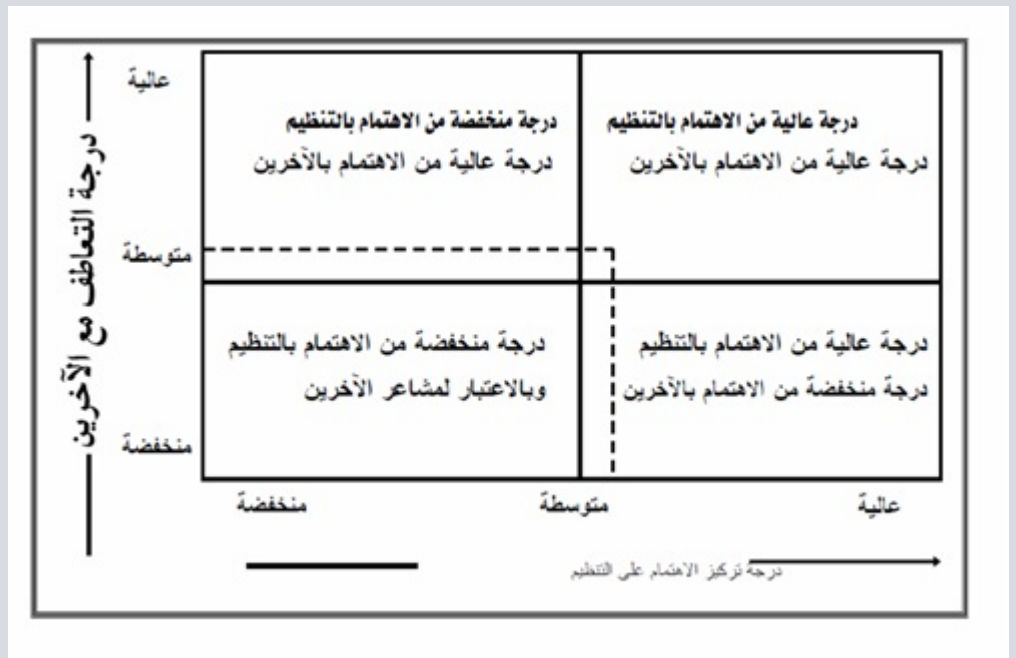 درجة التعاطف مع الآخرين
عالية
متوسطة
منخفضة
درجة عالية من الاهتمام بالتنظيم
درجة عالية من الاهتمام بالآخرين
درجة منخفضة من الاهتمام بالتنظيم
درجة عالية من الاهتمام بالآخرين
درجة عالية من الاهتمام بالتنظيم
درجة منخفضة من الاهتمام بالآخرين
درجة منخفضة من الاهتمام بالتنظيم
وبالاعتبار لمشاعر الآخرين
عالية
متوسطة
منخفضة
درجة تركيز الاهتمام على التنظيم